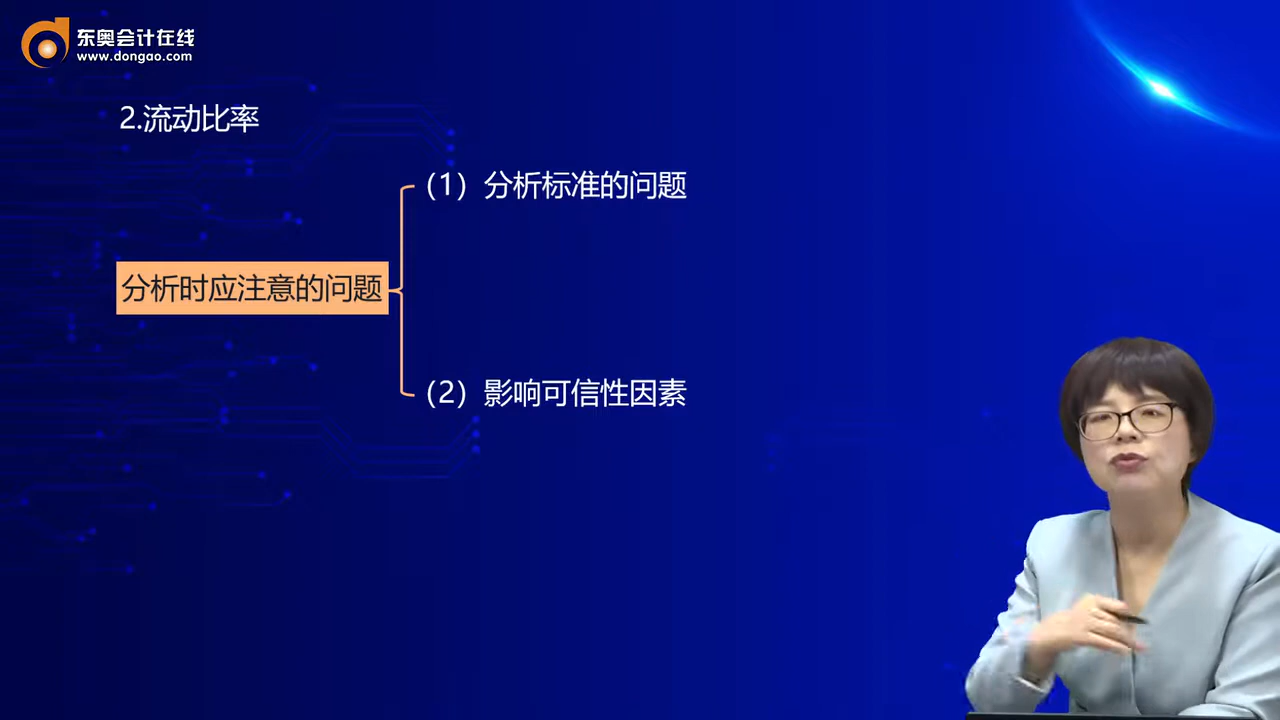 东奥会计在线
www.dongao.com
2.流动比率
（1）分析标准的问题
分析时应注意的问题
（2）影响可信性因素